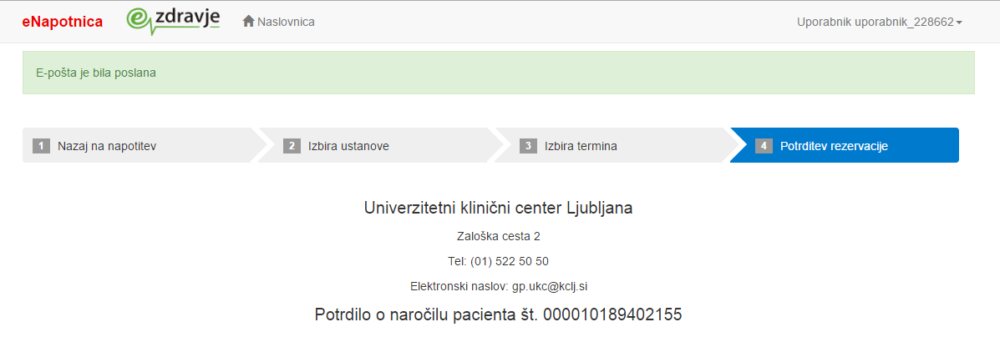 eNapotnica
ezdravje
Naslovnica
Uporabnik uporabnik_228662
E-pošta je bila poslana
1 Nazaj na napotitev
2 Izbira ustanove
3 Izbira termina
4 Potrditev rezervacije
Univerzitetni klinični center Ljubljana
Zaloška cesta 2
Tel: (01) 522 50 50
Elektronski naslov: gp.ukc@kclj.si
Potrdilo o naročilu pacienta št. 000010189402155